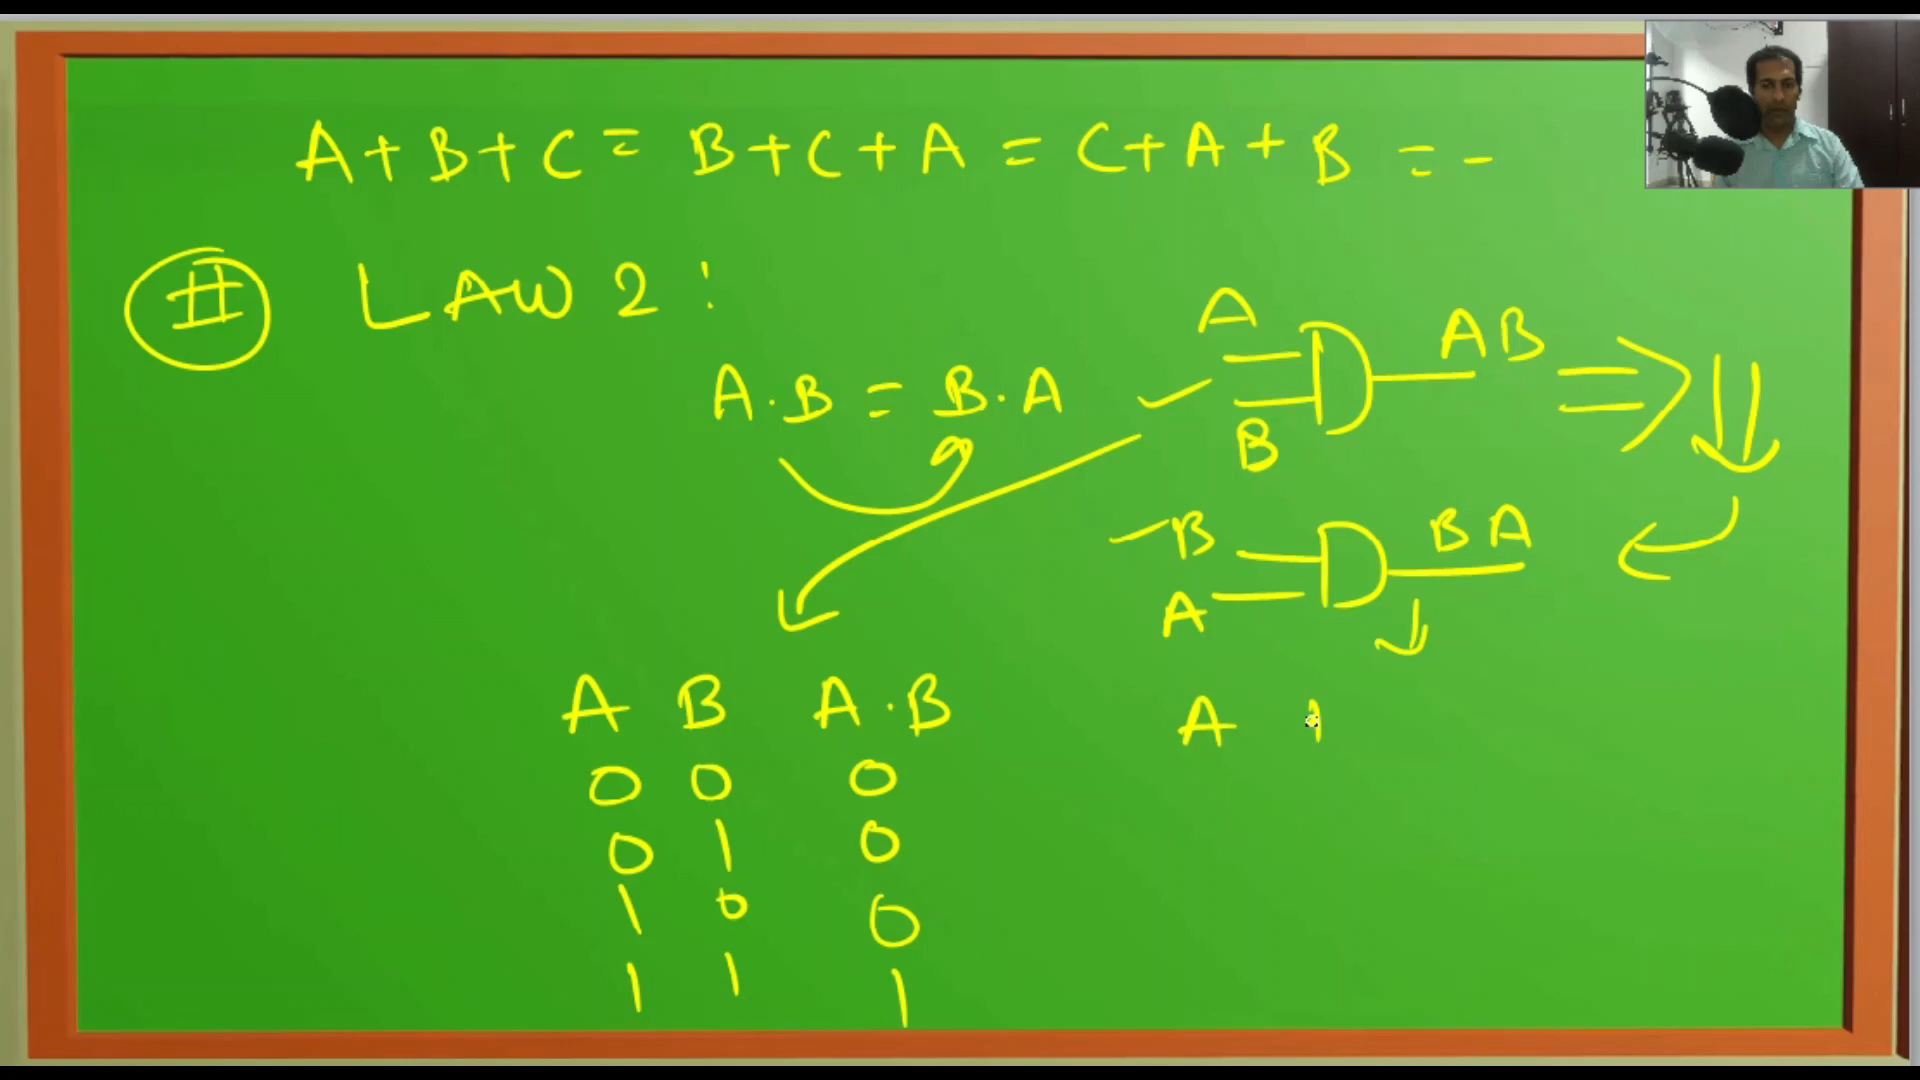 A+B+C = B+C+A = C+A+B = -
II LAW 2 :
A·B = B·A
A
B
AB
B
A
BA
A B A·B
0 0 0
0 1 0
1 0 0
1 1 1
A